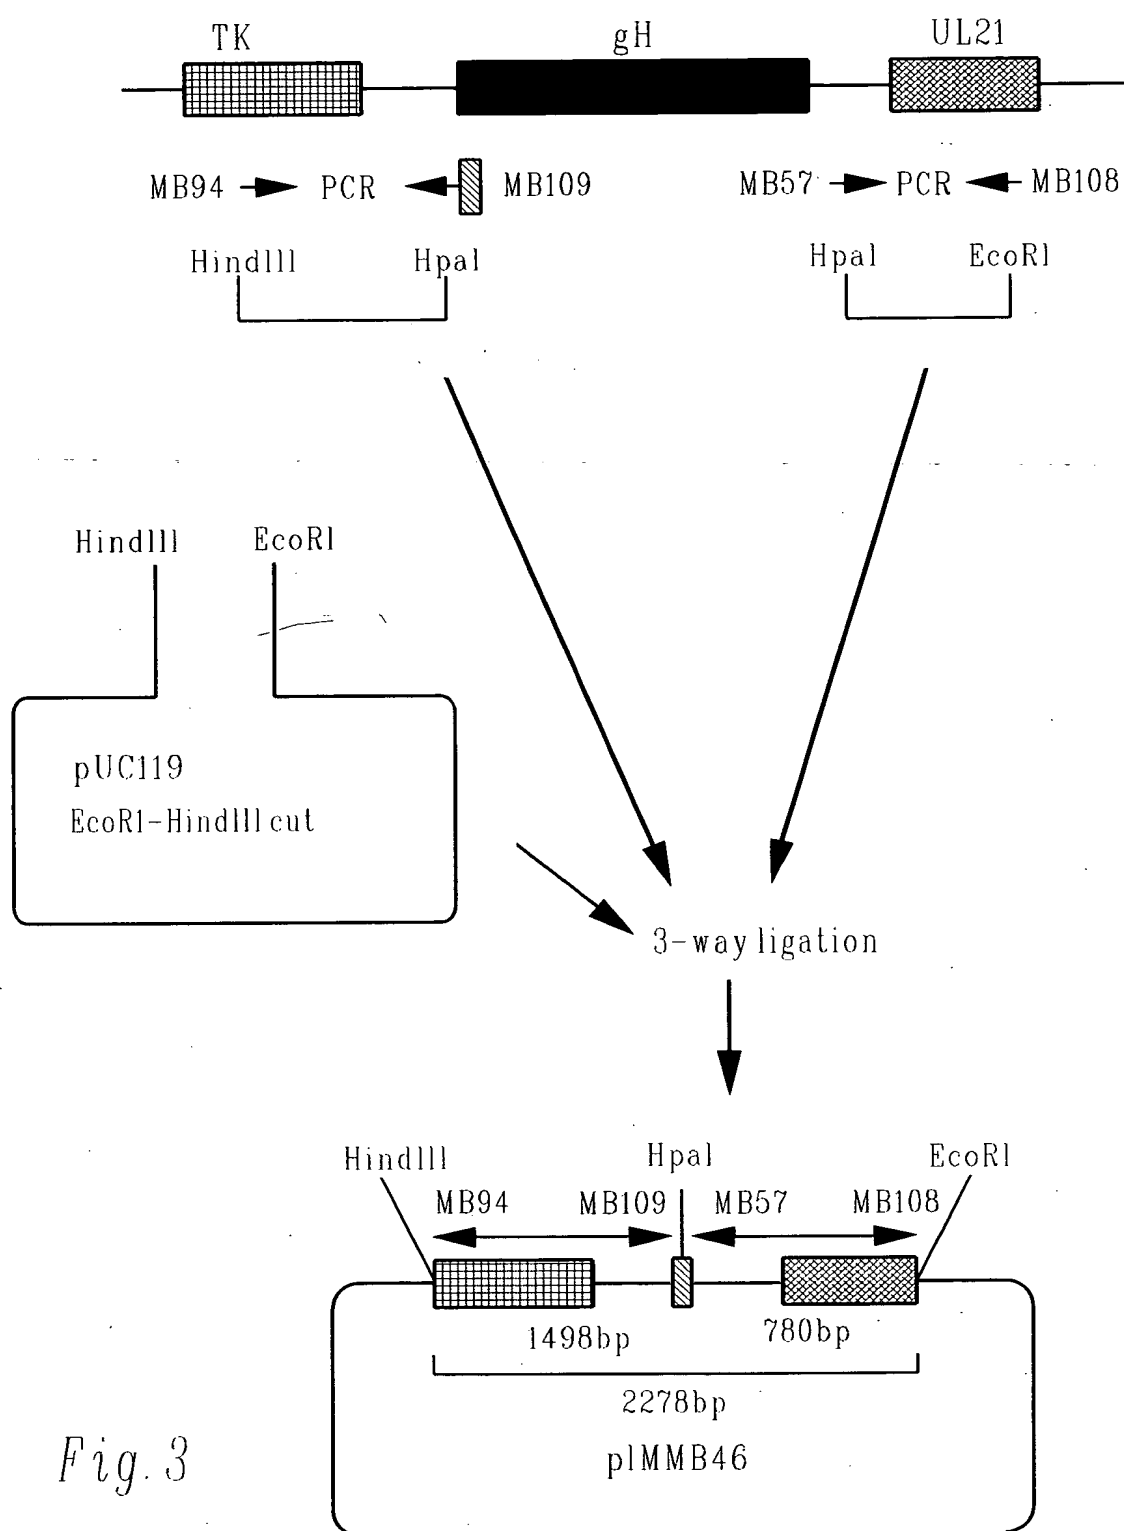 TK gH UL21
MB94 PCR MB109 MB57 PCR MB108
HindIII HpaI HpaI EcoRI
HindIII EcoRI
pUC119
EcoRI-HindIII cut
3-way ligation
HindIII HpaI EcoRI
MB94 MB109 MB57 MB108
1498bp 780bp
2278bp
pIMMB46
Fig. 3